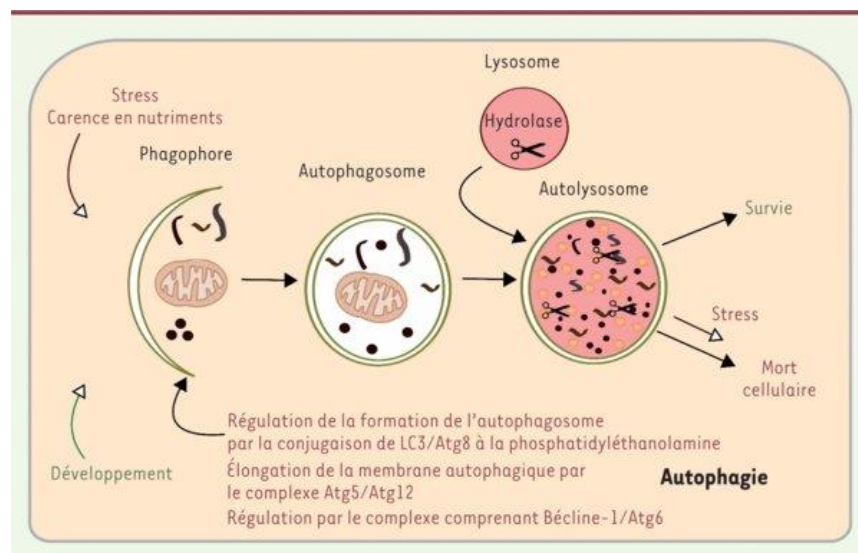 Stress
Carence en nutriments
Phagophore
Autophagosome
Lysosome
Hydrolase
Autolysosome
Survie
Stress
Mort
cellulaire
Développement
Régulation de la formation de l'autophagosome
par la conjugaison de LC3/Atg8 à la phosphatidyléthanolamine
Élongation de la membrane autophagique par
le complexe Atg5/Atg12
Régulation par le complexe comprenant Bécline-1/Atg6
Autophagie